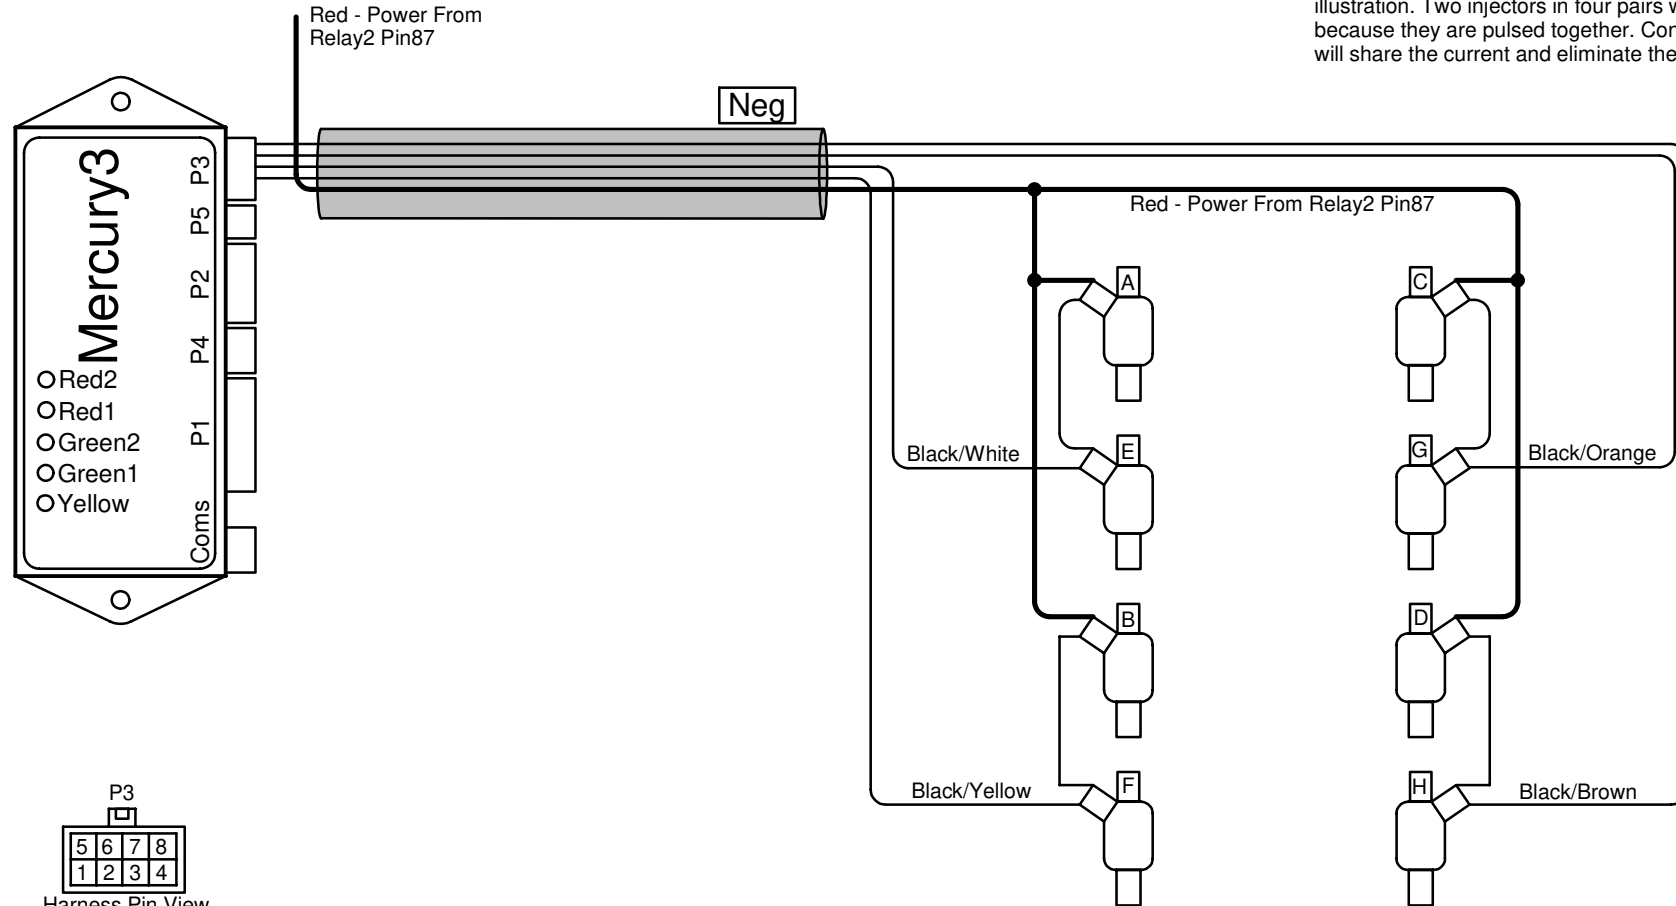 Red - Power From
Relay2 Pin87
illustration. Two injectors in four pairs
because they are pulsed together.
will share the current and eliminate the
Neg
Mercury3
P3
P5
P2
P4
P1
Coms
Red2
Red1
Green2
Green1
Yellow
Red - Power From Relay2 Pin87
A
C
Black/White
E
G
Black/Orange
B
D
Black/Yellow
F
H
Black/Brown
P3
5 6 7 8
1 2 3 4
Harness Pin View